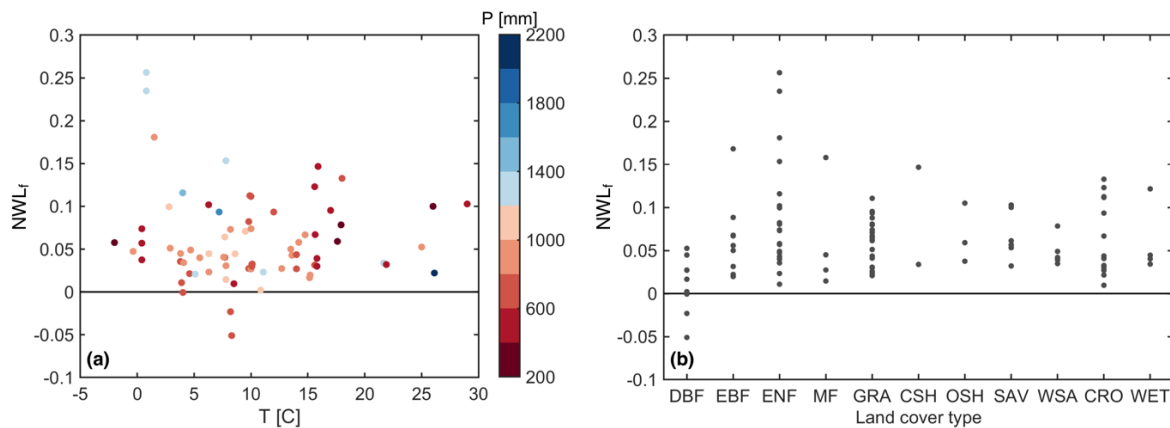 P [mm]
0.3
0.25
0.2
0.15
0.1
0.05
0
-0.05
-0.1
NWLf
(a)
-5 0 5 10 15 20 25 30
T [C]
2200
1800
1400
1000
600
200
0.3
0.25
0.2
0.15
0.1
0.05
0
-0.05
-0.1
NWLf
(b)
DBF EBF ENF MF GRA CSH OSH SAV WSA CRO WET
Land cover type